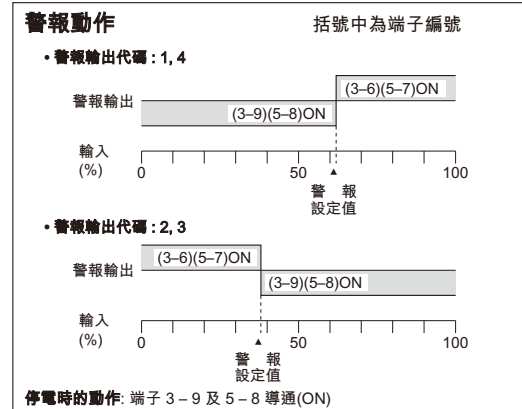 警報動作 括號中為端子編號
• 警報輸出代碼 : 1, 4
(3–6)(5–7)ON
警報輸出
(3–9)(5–8)ON
輸入
(%) 0 50 100
警 報
設定值
• 警報輸出代碼 : 2, 3
(3–6)(5–7)ON
警報輸出
(3–9)(5–8)ON
輸入
(%) 0 50 100
警 報
設定值
停電時的動作: 端子 3 – 9 及 5 – 8 導通(ON)